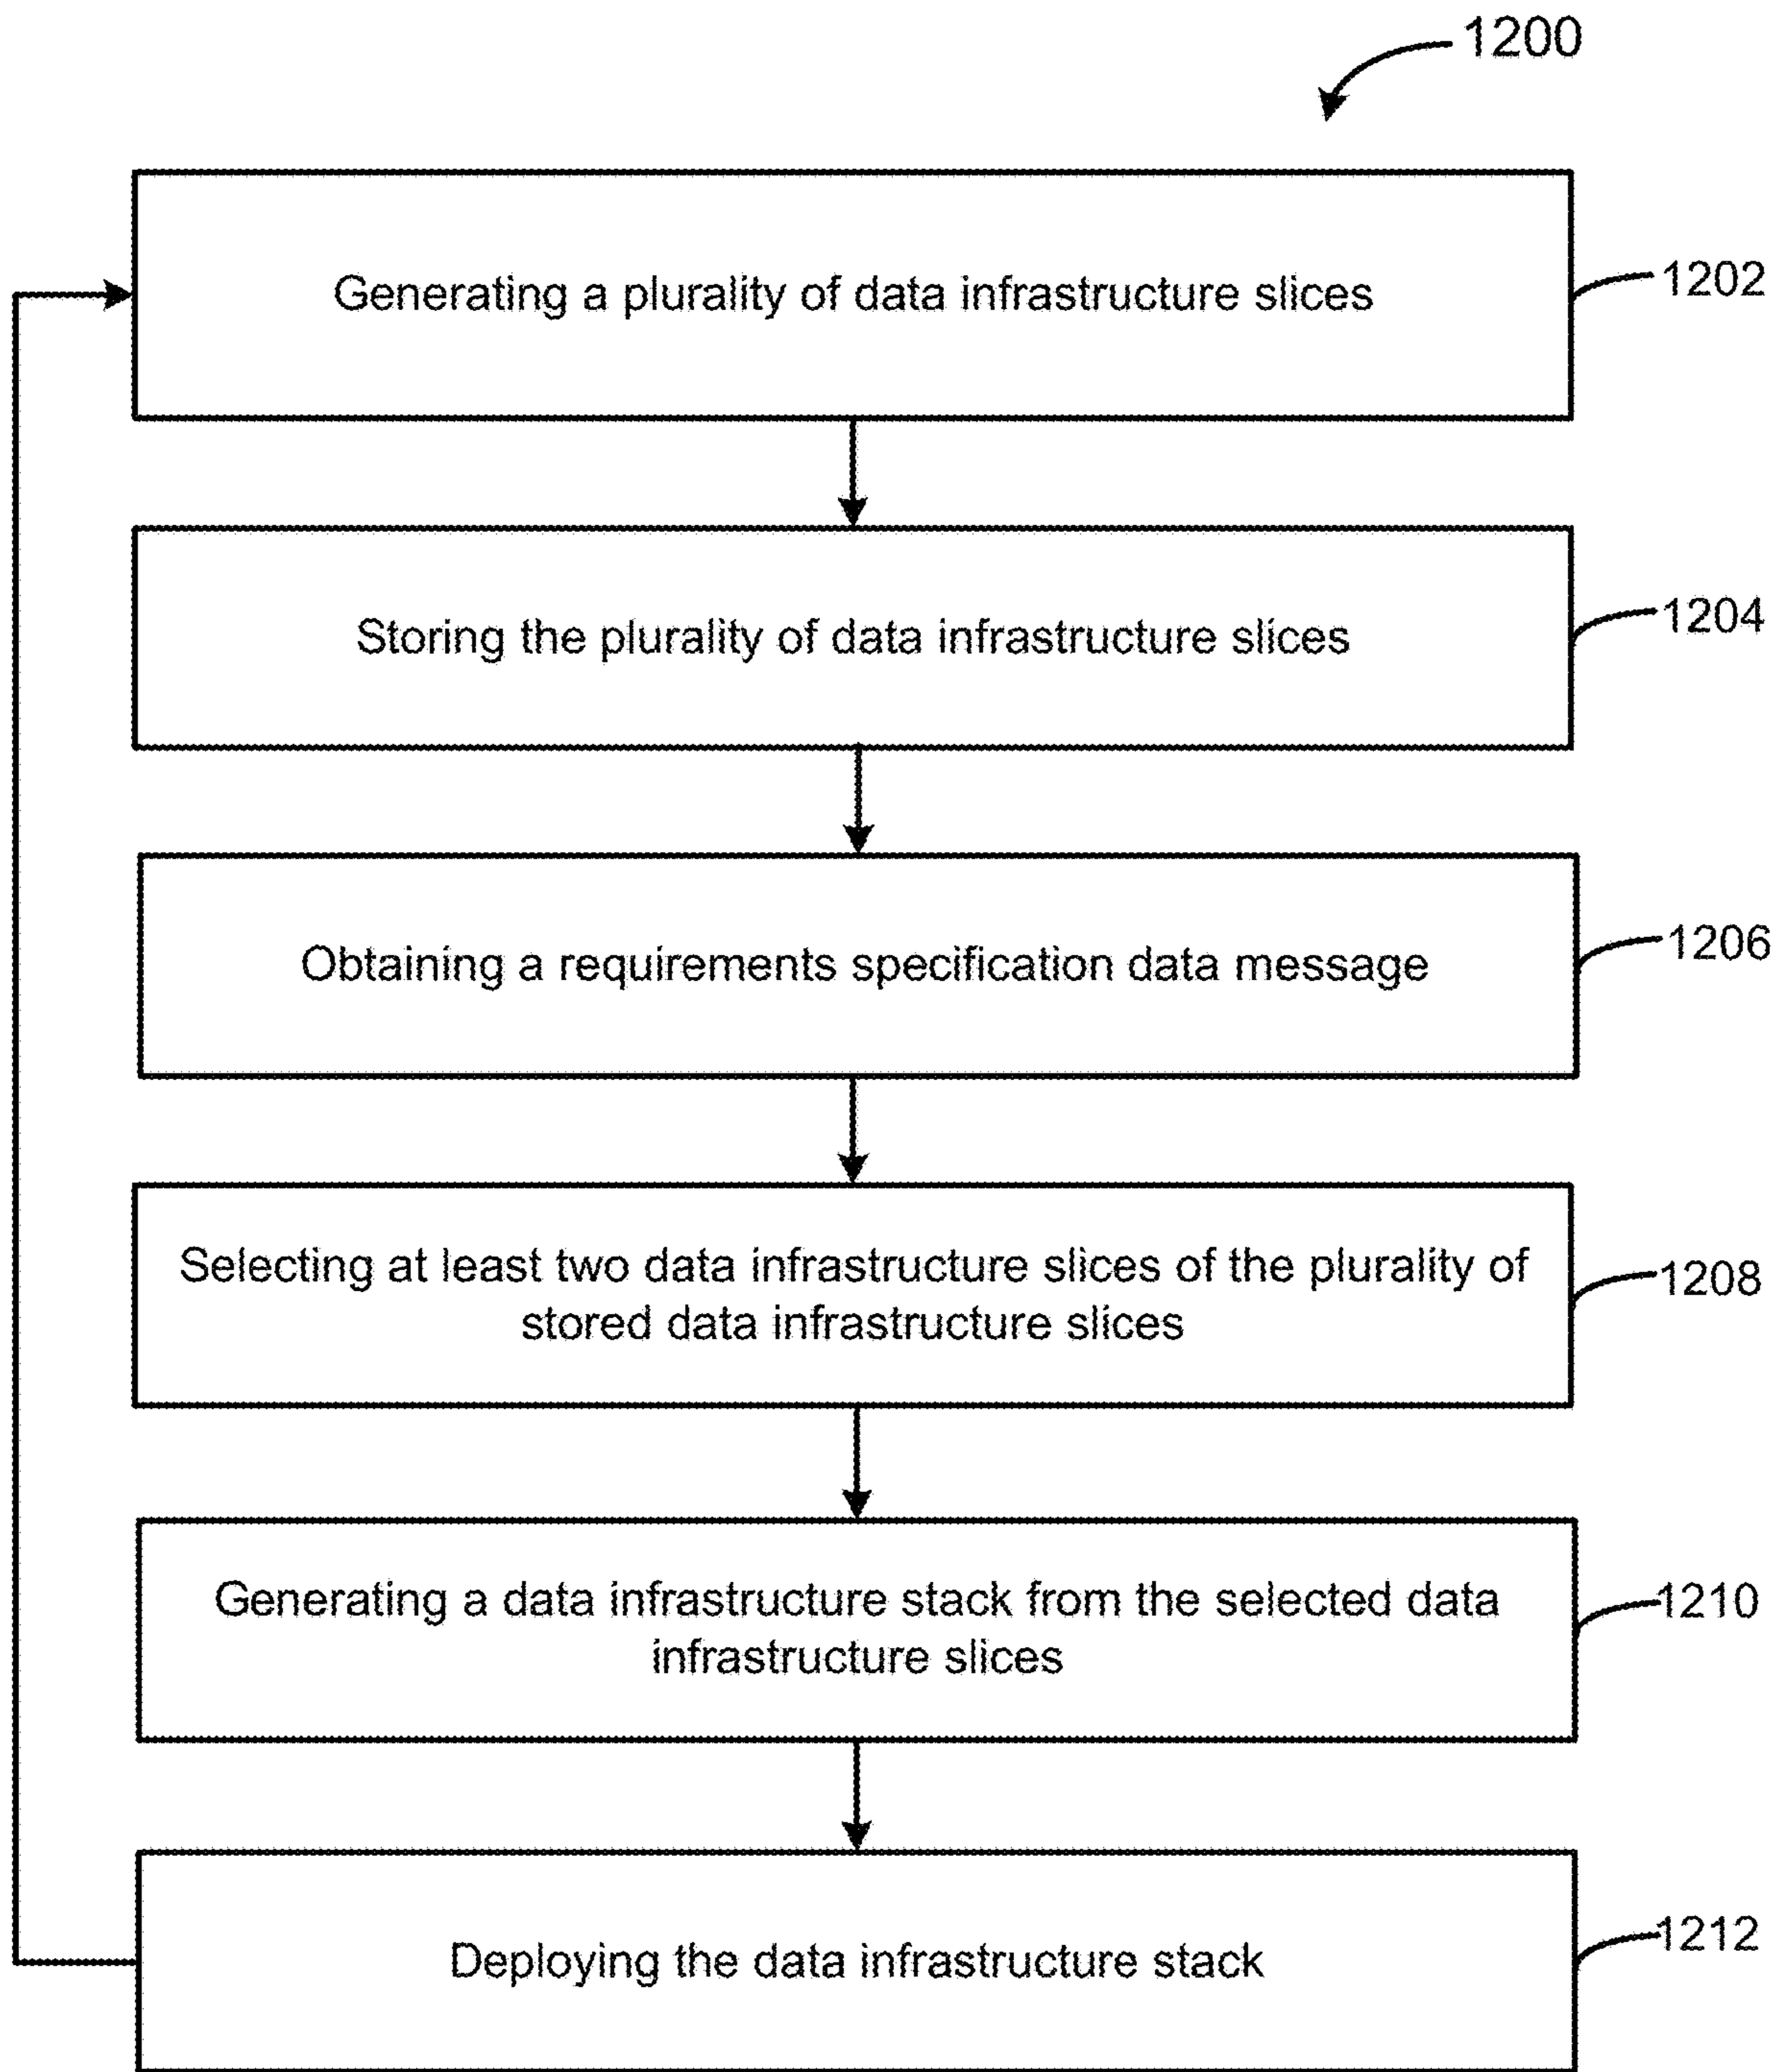 1200
Generating a plurality of data infrastructure slices
1202
Storing the plurality of data infrastructure slices
1204
Obtaining a requirements specification data message
1206
Selecting at least two data infrastructure slices of the plurality of
stored data infrastructure slices
1208
Generating a data infrastructure stack from the selected data
infrastructure slices
1210
Deploying the data infrastructure stack
1212